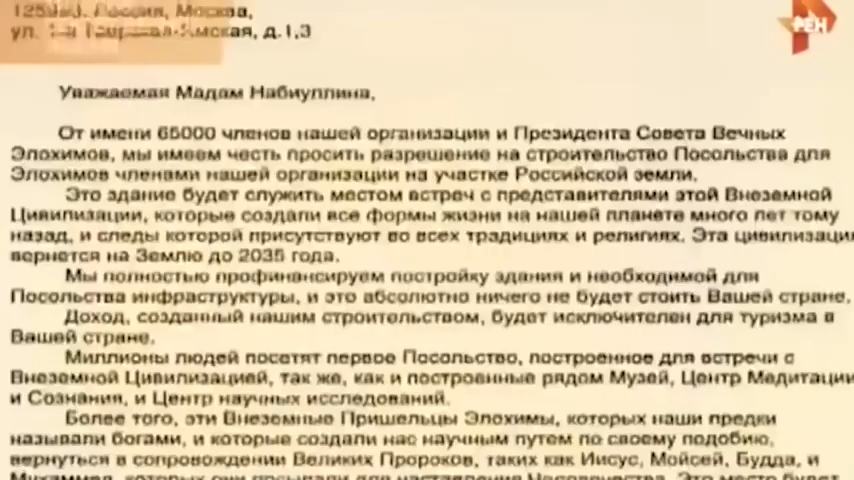 Россия, Москва,
ул. д.1,3
РЕН
Уважаемая Мадам Набиуллина,
От имени 65000 членов нашей организации и Президента Совета Вечных
Элохимов, мы имеем честь просить разрешение на строительство Посольства для
Элохимов членами нашей организации на участке Российской земли.
Это здание будет служить местом встреч с представителями этой Внеземной
Цивилизации, которые создали все формы жизни на нашей планете много лет тому
назад, и следы которой присутствуют во всех традициях и религиях. Эта цивилизация
вернется на Землю до 2035 года.
Мы полностью профинансируем постройку здания и необходимой для
Посольства инфраструктуры, и это абсолютно ничего не будет стоить Вашей стране.
Доход, созданный нашим строительством, будет исключителен для туризма в
Вашей стране.
Миллионы людей посетят первое Посольство, построенное для встречи с
Внеземной Цивилизацией, так же, как и построенные рядом Музей, Центр Медитации
и Сознания, и Центр научных исследований.
Более того, эти Внеземные Пришельцы Элохимы, которых наши предки
называли богами, и которые создали нас научным путем по своему подобию,
вернуться в сопровождении Великих Пророков, таких как Иисус, Мойсей, Будда, и